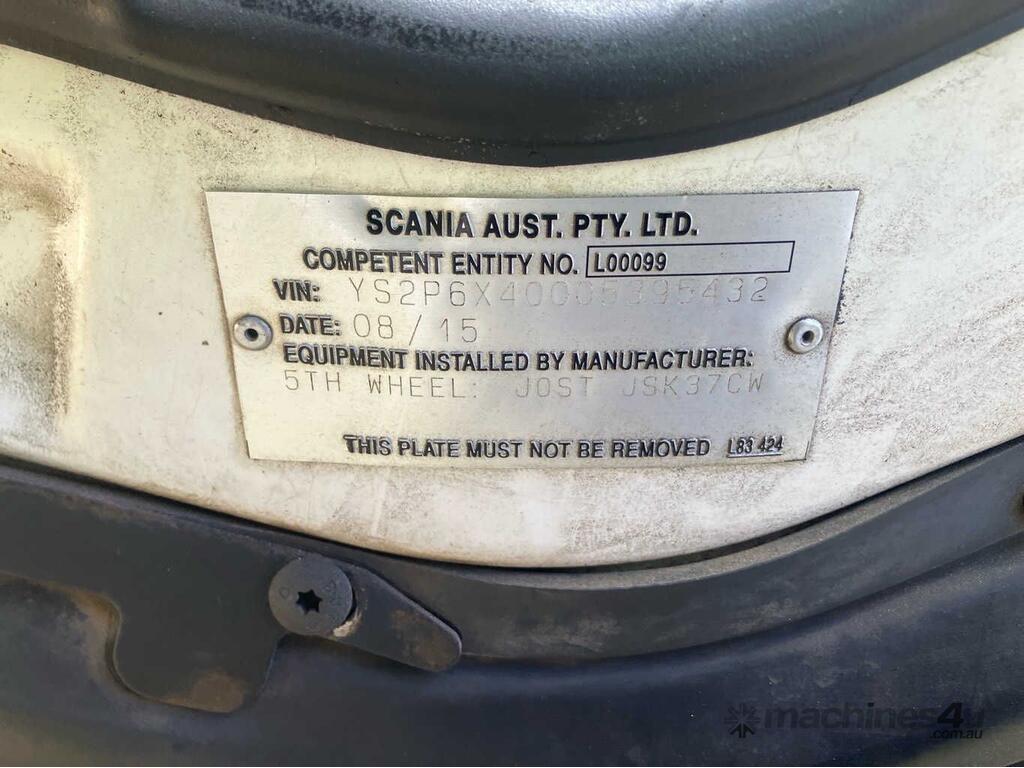 SCANIA AUST. PTY. LTD.
COMPETENT ENTITY NO. L00099
VIN: YS2P6X40005395432
DATE: 08/15
EQUIPMENT INSTALLED BY MANUFACTURER:
5TH WHEEL: JOST JSK37CW
THIS PLATE MUST NOT BE REMOVED L83 424
machines4u
.com.au